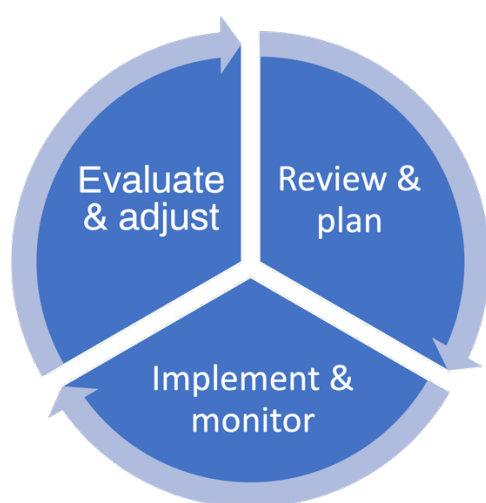 Evaluate
& adjust
Review &
plan
Implement &
monitor